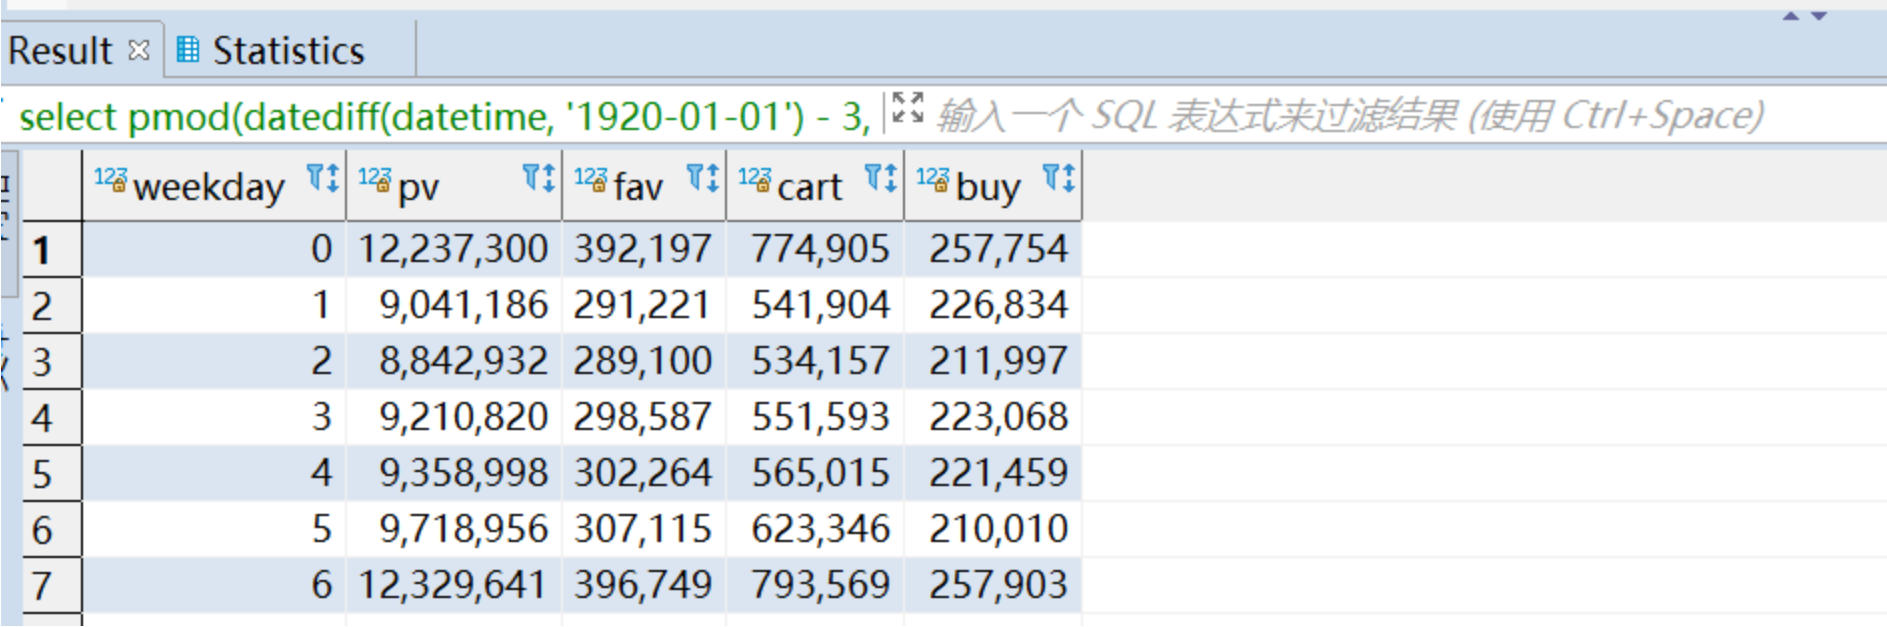 Result Statistics
select pmod(datediff(datetime, '1920-01-01') - 3, 输入一个 SQL 表达式来过滤结果 (使用 Ctrl+Space)
123 weekday 123 pv 123 fav 123 cart 123 buy
1 0 12,237,300 392,197 774,905 257,754
2 1 9,041,186 291,221 541,904 226,834
3 2 8,842,932 289,100 534,157 211,997
4 3 9,210,820 298,587 551,593 223,068
5 4 9,358,998 302,264 565,015 221,459
6 5 9,718,956 307,115 623,346 210,010
7 6 12,329,641 396,749 793,569 257,903